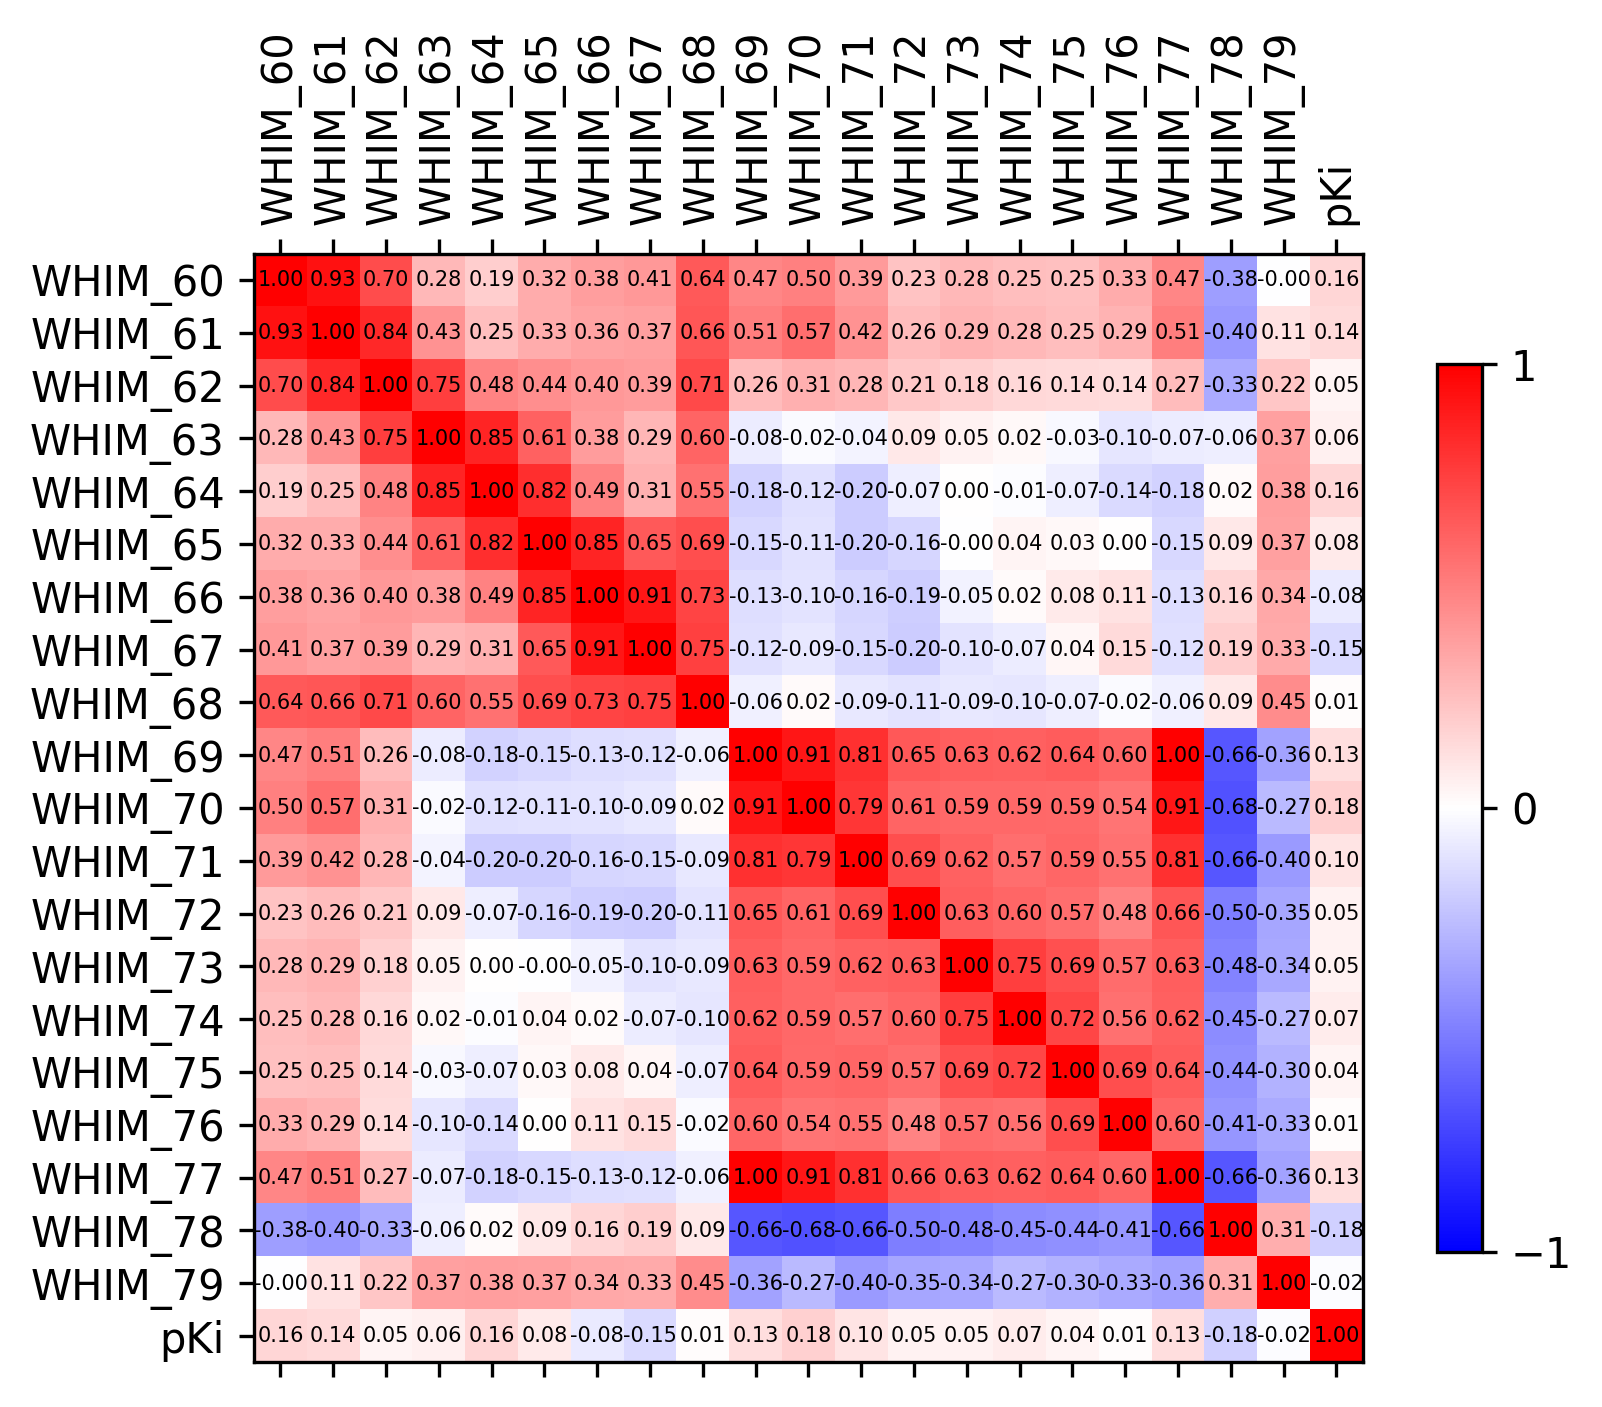 WHIM_60 WHIM_61 WHIM_62 WHIM_63 WHIM_64 WHIM_65 WHIM_66 WHIM_67 WHIM_68 WHIM_69 WHIM_70 WHIM_71 WHIM_72 WHIM_73 WHIM_74 WHIM_75 WHIM_76 WHIM_77 WHIM_78 WHIM_79 pKi
WHIM_60 1.00 0.93 0.70 0.28 0.19 0.32 0.38 0.41 0.64 0.47 0.50 0.39 0.23 0.28 0.25 0.25 0.33 0.47 -0.38 -0.00 0.16
WHIM_61 0.93 1.00 0.84 0.43 0.25 0.33 0.36 0.37 0.66 0.51 0.57 0.42 0.26 0.29 0.28 0.25 0.29 0.51 -0.40 0.11 0.14
WHIM_62 0.70 0.84 1.00 0.75 0.48 0.44 0.40 0.39 0.71 0.26 0.31 0.28 0.21 0.18 0.16 0.14 0.14 0.27 -0.33 0.22 0.05
WHIM_63 0.28 0.43 0.75 1.00 0.85 0.61 0.38 0.29 0.60 -0.08 -0.02 -0.04 0.09 0.05 0.02 -0.03 -0.10 -0.07 -0.06 0.37 0.06
WHIM_64 0.19 0.25 0.48 0.85 1.00 0.82 0.49 0.31 0.55 -0.18 -0.12 -0.20 -0.07 0.00 -0.01 -0.07 -0.14 -0.18 0.02 0.38 0.16
WHIM_65 0.32 0.33 0.44 0.61 0.82 1.00 0.85 0.65 0.69 -0.15 -0.11 -0.20 -0.16 -0.00 0.04 0.03 0.00 -0.15 0.09 0.37 0.08
WHIM_66 0.38 0.36 0.40 0.38 0.49 0.85 1.00 0.91 0.73 -0.13 -0.10 -0.16 -0.19 -0.05 0.02 0.08 0.11 -0.13 0.16 0.34 -0.08
WHIM_67 0.41 0.37 0.39 0.29 0.31 0.65 0.91 1.00 0.75 -0.12 -0.09 -0.15 -0.20 -0.10 -0.07 0.04 0.15 -0.12 0.19 0.33 -0.15
WHIM_68 0.64 0.66 0.71 0.60 0.55 0.69 0.73 0.75 1.00 -0.06 0.02 -0.09 -0.11 -0.09 -0.10 -0.07 -0.02 -0.06 0.09 0.45 0.01
WHIM_69 0.47 0.51 0.26 -0.08 -0.18 -0.15 -0.13 -0.12 -0.06 1.00 0.91 0.81 0.65 0.63 0.62 0.64 0.60 1.00 -0.66 -0.36 0.13
WHIM_70 0.50 0.57 0.31 -0.02 -0.12 -0.11 -0.10 -0.09 0.02 0.91 1.00 0.79 0.61 0.59 0.59 0.59 0.54 0.91 -0.68 -0.27 0.18
WHIM_71 0.39 0.42 0.28 -0.04 -0.20 -0.20 -0.16 -0.15 -0.09 0.81 0.79 1.00 0.69 0.62 0.57 0.59 0.55 0.81 -0.66 -0.40 0.10
WHIM_72 0.23 0.26 0.21 0.09 -0.07 -0.16 -0.19 -0.20 -0.11 0.65 0.61 0.69 1.00 0.63 0.60 0.57 0.48 0.66 -0.50 -0.35 0.05
WHIM_73 0.28 0.29 0.18 0.05 0.00 -0.00 -0.05 -0.10 -0.09 0.63 0.59 0.62 0.63 1.00 0.75 0.69 0.57 0.63 -0.48 -0.34 0.05
WHIM_74 0.25 0.28 0.16 0.02 -0.01 0.04 0.02 -0.07 -0.10 0.62 0.59 0.57 0.60 0.75 1.00 0.72 0.56 0.62 -0.45 -0.27 0.07
WHIM_75 0.25 0.25 0.14 -0.03 -0.07 0.03 0.08 0.04 -0.07 0.64 0.59 0.59 0.57 0.69 0.72 1.00 0.69 0.64 -0.44 -0.30 0.04
WHIM_76 0.33 0.29 0.14 -0.10 -0.14 0.00 0.11 0.15 -0.02 0.60 0.54 0.55 0.48 0.57 0.56 0.69 1.00 0.60 -0.41 -0.33 0.01
WHIM_77 0.47 0.51 0.27 -0.07 -0.18 -0.15 -0.13 -0.12 -0.06 1.00 0.91 0.81 0.66 0.63 0.62 0.64 0.60 1.00 -0.66 -0.36 0.13
WHIM_78 -0.38 -0.40 -0.33 -0.06 0.02 0.09 0.16 0.19 0.09 -0.66 -0.68 -0.66 -0.50 -0.48 -0.45 -0.44 -0.41 -0.66 1.00 0.31 -0.18
WHIM_79 -0.00 0.11 0.22 0.37 0.38 0.37 0.34 0.33 0.45 -0.36 -0.27 -0.40 -0.35 -0.34 -0.27 -0.30 -0.33 -0.36 0.31 1.00 -0.02
pKi 0.16 0.14 0.05 0.06 0.16 0.08 -0.08 -0.15 0.01 0.13 0.18 0.10 0.05 0.05 0.07 0.04 0.01 0.13 -0.18 -0.02 1.00
1
0
−1